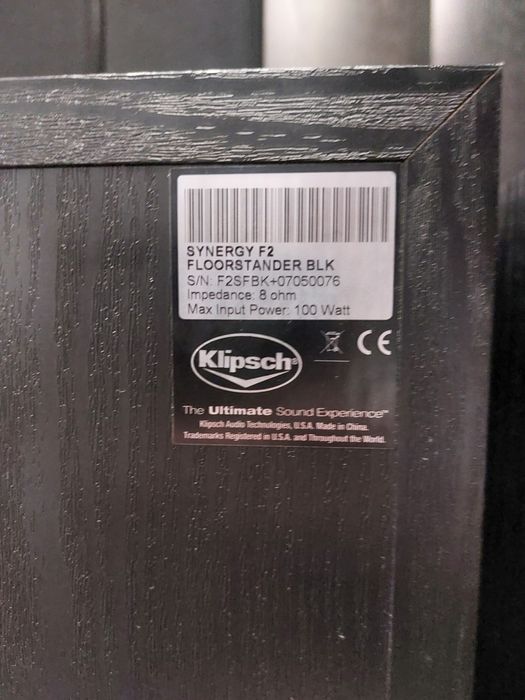 SYNERGY F2
FLOORSTANDER BLK
S/N: F2SFBK+07050076
Impedance: 8 ohm
Max Input Power: 100 Watt
CE
Klipsch®
The Ultimate Sound Experience™
Klipsch Audio Technologies, U.S.A. Made in China.
Trademarks Registered in U.S.A. and Throughout the World.